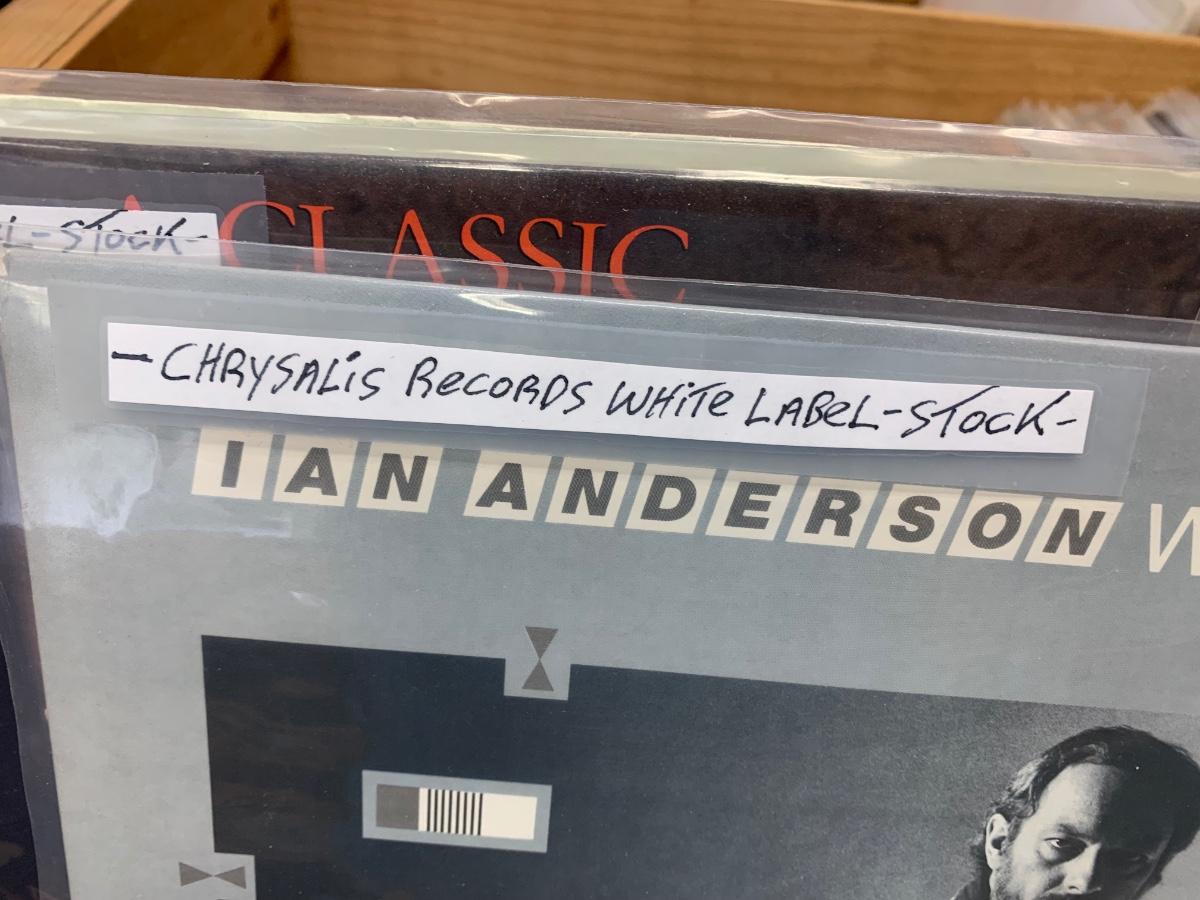 A CLASSIC
L-STOCK-
- CHRYSALiS RecORDS WHiTe LABeL-STOCK-
IAN ANDERSON W